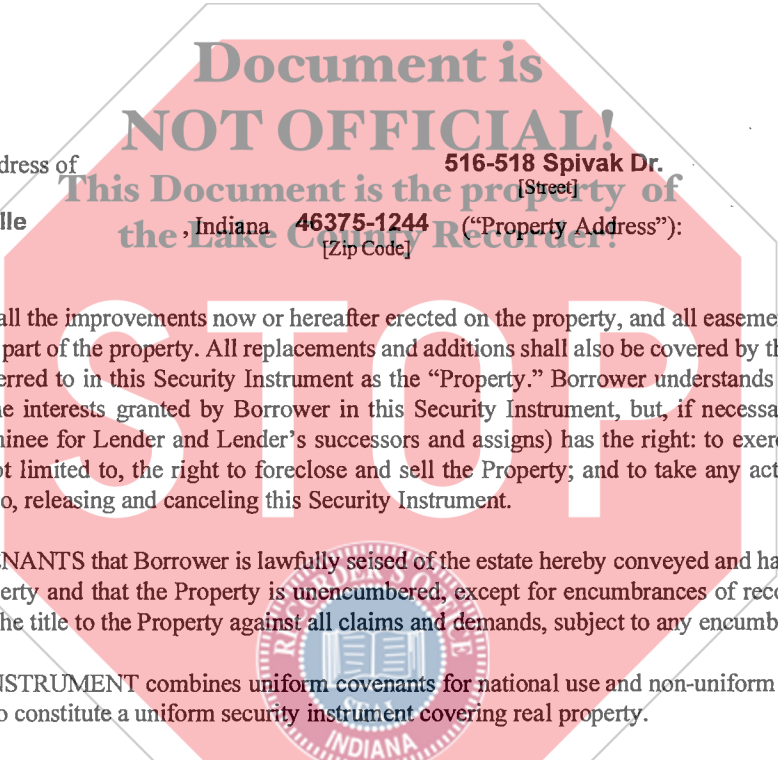 Document is
NOT OFFICIAL!
dress of 516-518 Spivak Dr.
This Document is the property of
[Street]
lle , Indiana 46375-1244 ("Property Address"):
the Lake County Recorder!
[Zip Code]
all the improvements now or hereafter erected on the property, and all easeme
part of the property. All replacements and additions shall also be covered by th
erred to in this Security Instrument as the “Property.” Borrower understands
e interests granted by Borrower in this Security Instrument, but, if necessa
inee for Lender and Lender’s successors and assigns) has the right: to exerc
t limited to, the right to foreclose and sell the Property; and to take any act
o, releasing and canceling this Security Instrument.
STOP
NANTS that Borrower is lawfully seised of the estate hereby conveyed and ha
erty and that the Property is unencumbered, except for encumbrances of reco
he title to the Property against all claims and demands, subject to any encumb
NSTRUMENT combines uniform covenants for national use and non-uniform
o constitute a uniform security instrument covering real property.
RECORDER'S OFFICE
SEAL
INDIANA